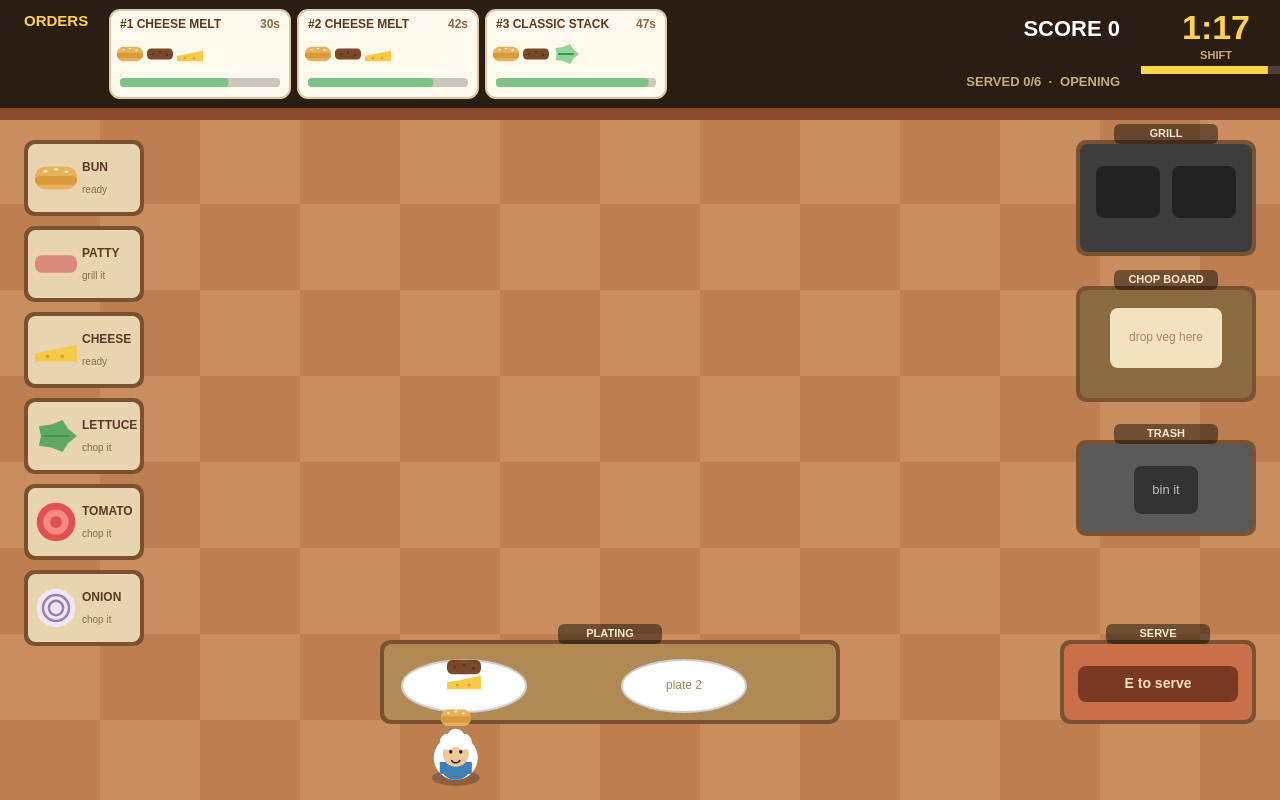 ORDERS
#1 CHEESE MELT 30s
#2 CHEESE MELT 42s
#3 CLASSIC STACK 47s
SCORE 0
1:17
SHIFT
SERVED 0/6 · OPENING
BUN
ready
PATTY
grill it
CHEESE
ready
LETTUCE
chop it
TOMATO
chop it
ONION
chop it
GRILL
CHOP BOARD
drop veg here
TRASH
bin it
PLATING
plate 2
SERVE
E to serve